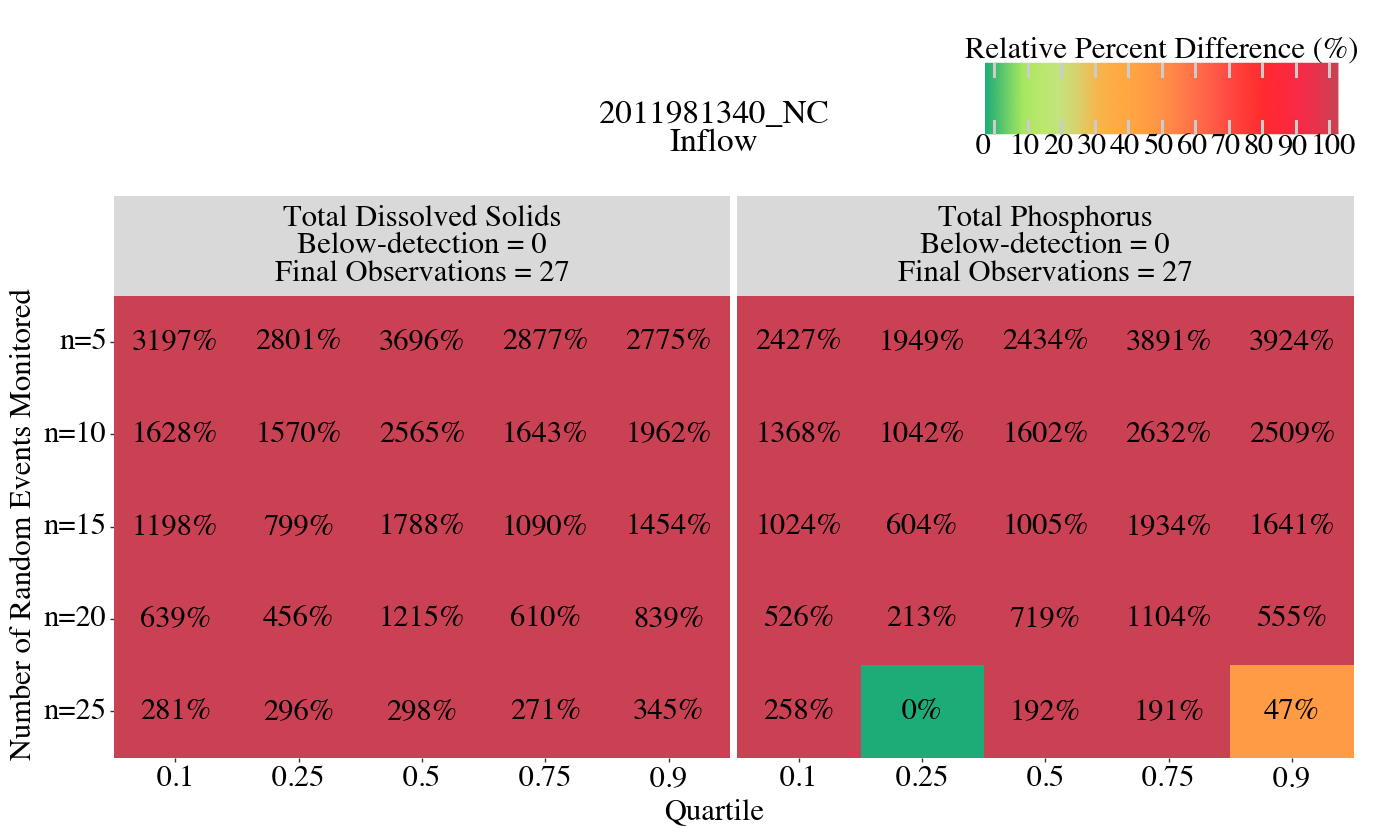 Relative Percent Difference (%)
0 10 20 30 40 50 60 70 80 90 100
2011981340_NC
Inflow
Total Dissolved Solids
Below-detection = 0
Final Observations = 27
Total Phosphorus
Below-detection = 0
Final Observations = 27
Number of Random Events Monitored
n=5 3197% 2801% 3696% 2877% 2775% 2427% 1949% 2434% 3891% 3924%
n=10 1628% 1570% 2565% 1643% 1962% 1368% 1042% 1602% 2632% 2509%
n=15 1198% 799% 1788% 1090% 1454% 1024% 604% 1005% 1934% 1641%
n=20 639% 456% 1215% 610% 839% 526% 213% 719% 1104% 555%
n=25 281% 296% 298% 271% 345% 258% 0% 192% 191% 47%
0.1 0.25 0.5 0.75 0.9 0.1 0.25 0.5 0.75 0.9
Quartile